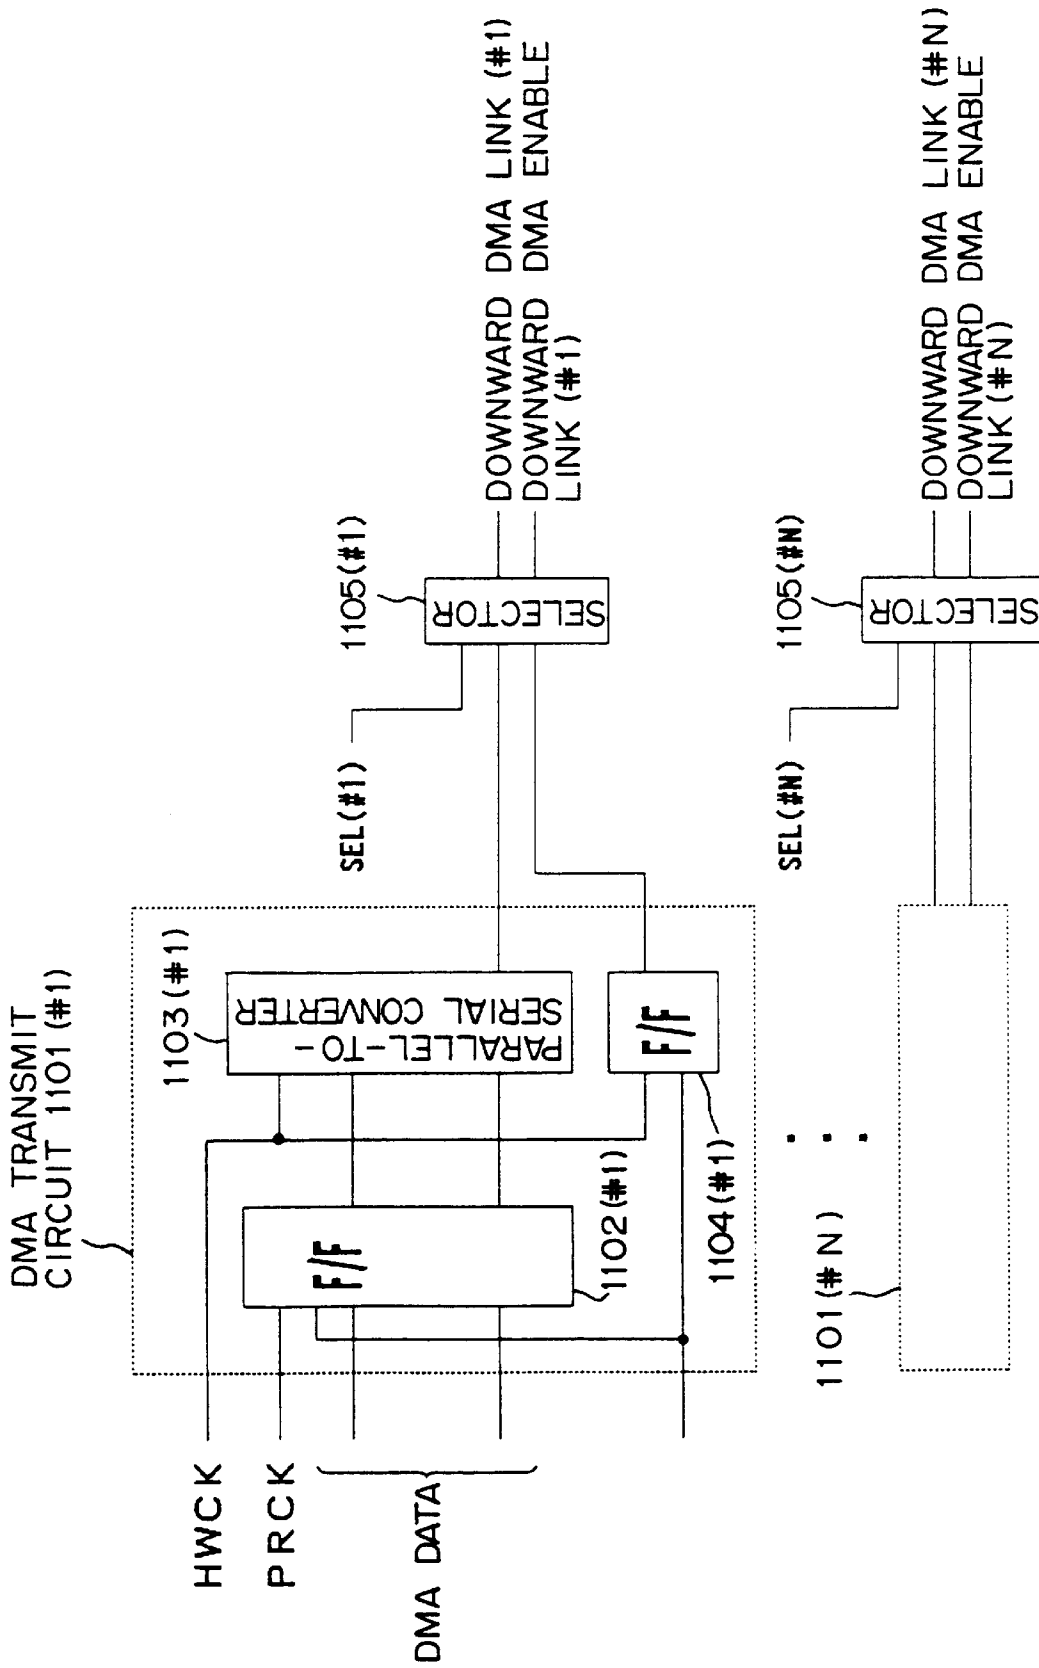 DMA TRANSMIT
CIRCUIT 1101 (#1)
HWCK
PRCK
DMA DATA
F/F
1102 (#1)
1103 (#1)
PARALLEL-TO-
SERIAL CONVERTER
F/F
1104 (#1)
SEL(#1)
1105 (#1)
SELECTOR
DOWNWARD DMA LINK (#1)
DOWNWARD DMA ENABLE
LINK (#1)
1101 (#N)
SEL(#N)
1105 (#N)
SELECTOR
DOWNWARD DMA LINK (#N)
DOWNWARD DMA ENABLE
LINK (#N)